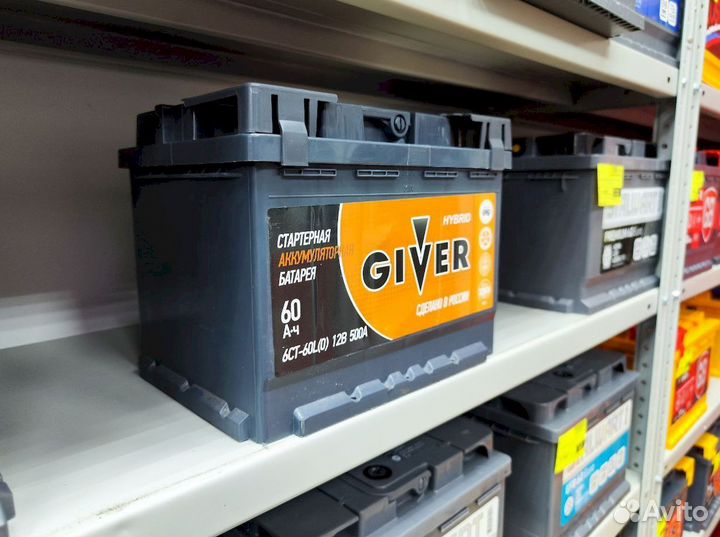 СТАРТЕРНАЯ
АККУМУЛЯТОРНАЯ
БАТАРЕЯ
60
А·Ч
6СТ-60L(0) 12В 500А
HYBRID
GIVER
СДЕЛАНО В РОССИИ
Avito